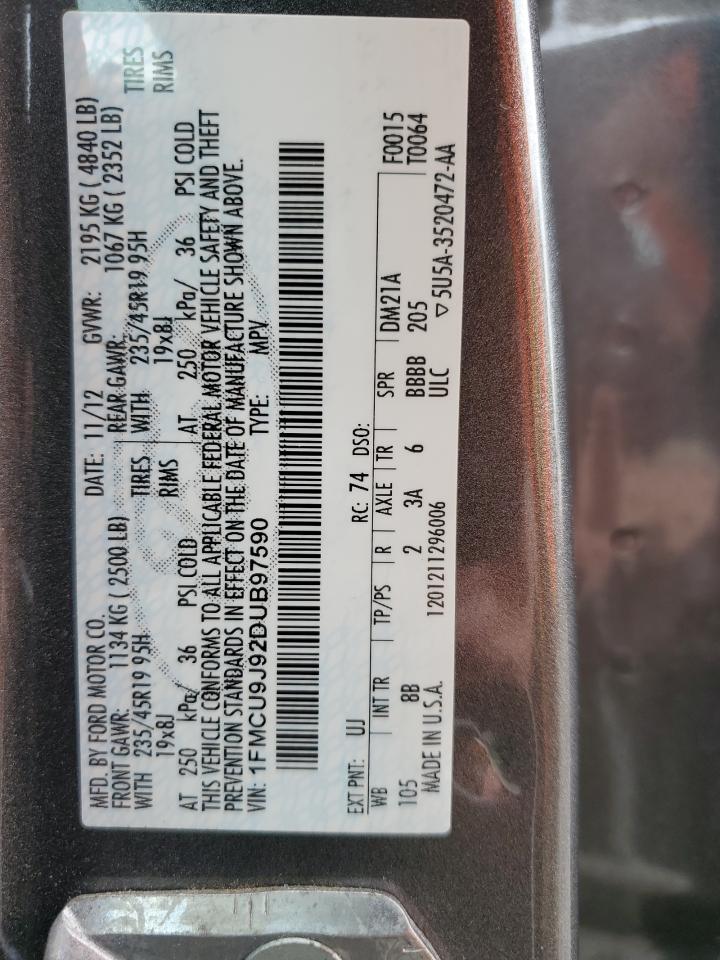 MFD. BY FORD MOTOR CO.
DATE: 11/12 GVWR: 2195 KG ( 4840 LB)
FRONT GAWR: 1134 KG ( 2500 LB) REAR GAWR: 1067 KG ( 2352 LB)
WITH 235/45R19 95H TIRES WITH 235/45R19 95H TIRES
19x8J RIMS 19x8J RIMS
AT 250 kPa/ 36 PSI COLD AT 250 kPa/ 36 PSI COLD
THIS VEHICLE CONFORMS TO ALL APPLICABLE FEDERAL MOTOR VEHICLE SAFETY AND THEFT
PREVENTION STANDARDS IN EFFECT ON THE DATE OF MANUFACTURE SHOWN ABOVE.
VIN: 1FMCU9J92DUB97590 TYPE: MPV
EXT PNT: UJ RC: 74 DSO: F0015
WB INT TR TP/PS R AXLE TR SPR DM21A T0064
105 8B 2 3A 6 BBBB 205
MADE IN U.S.A. 1201211296006 ULC ▽ 5U5A-3520472-AA